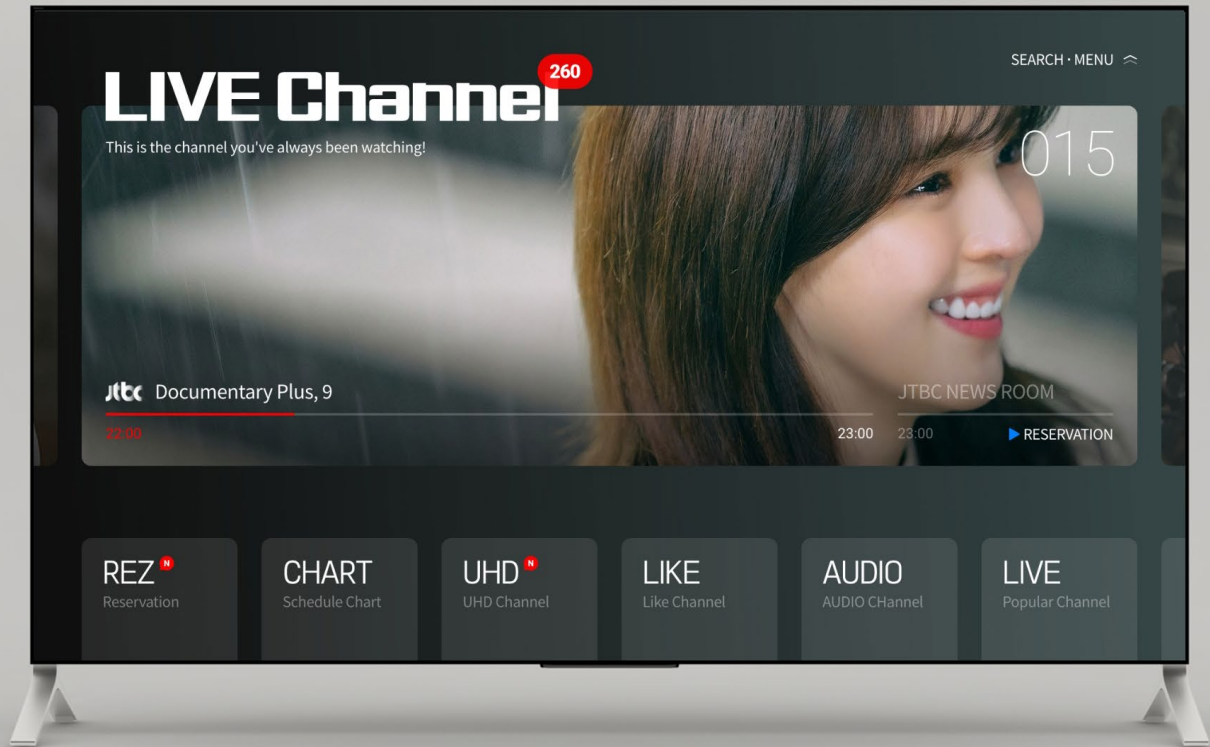 SEARCH · MENU
LIVE Channel
260
This is the channel you've always been watching!
015
jtbc Documentary Plus, 9
JTBC NEWS ROOM
22:00
23:00
23:00
RESERVATION
REZ N
Reservation
CHART
Schedule Chart
UHD N
UHD Channel
LIKE
Like Channel
AUDIO
AUDIO CHannel
LIVE
Popular Channel